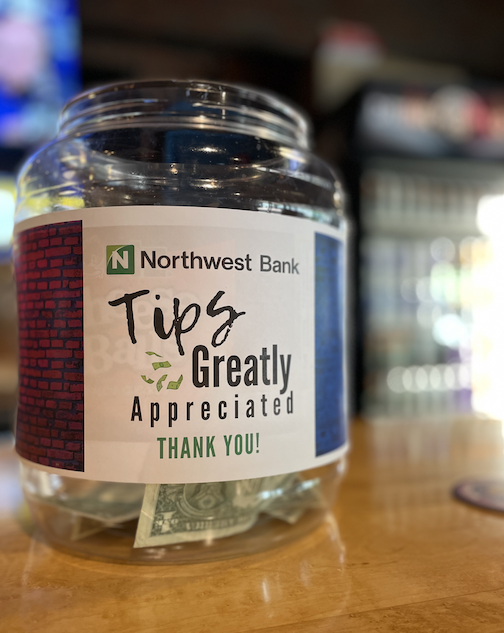 N Northwest Bank
Tips
Greatly
Appreciated
THANK YOU!